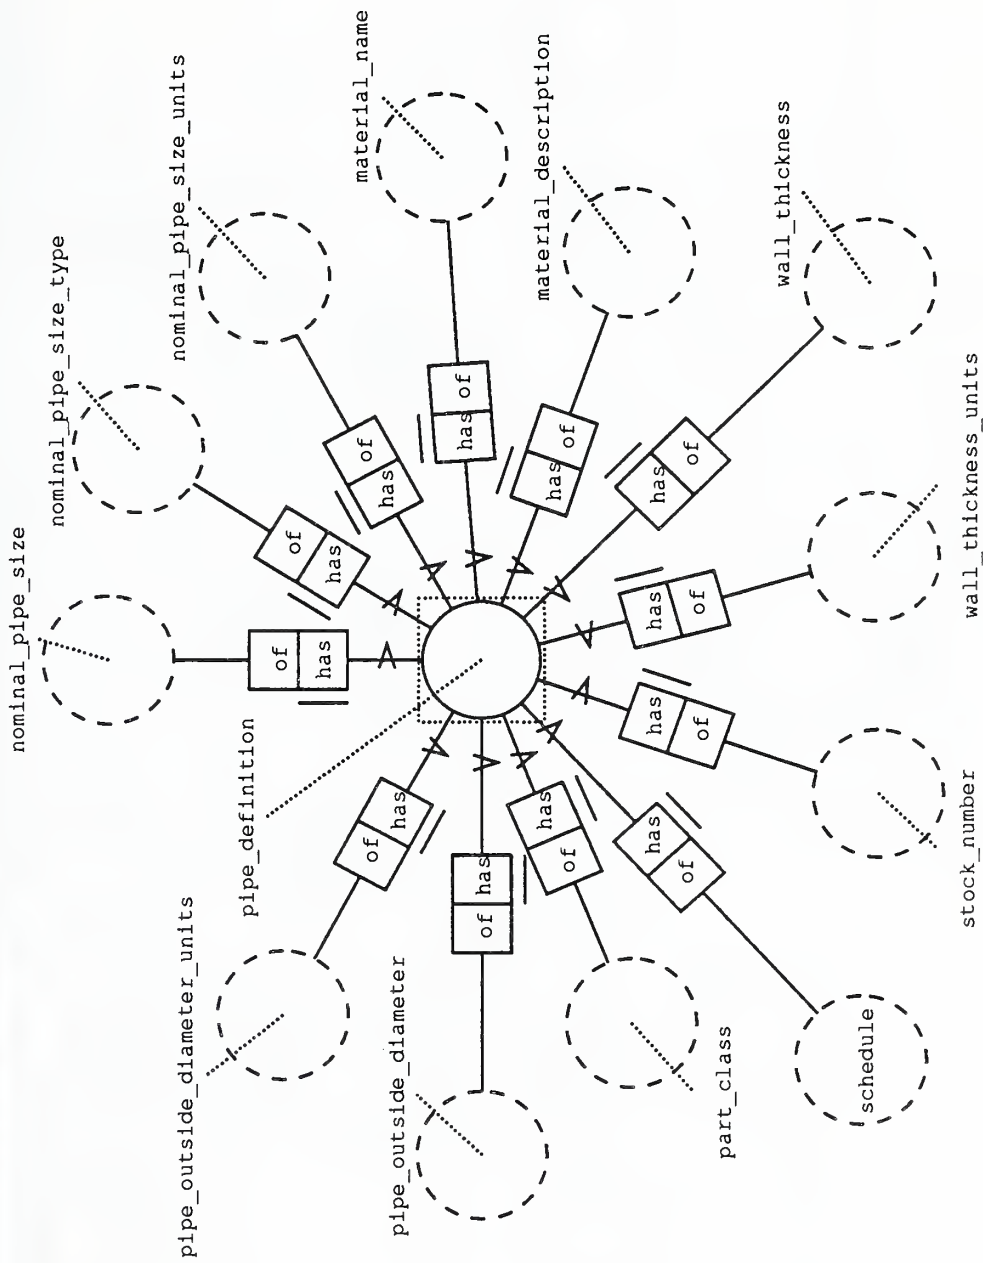 nominal_pipe_size
nominal_pipe_size_type
nominal_pipe_size_units
material_name
material_description
wall_thickness
wall_thickness_units
stock_number
schedule
part_class
pipe_outside_diameter
pipe_outside_diameter_units
pipe_definition
of has
of has
has of
has of
has of
has of
has of
has of
has of
of has
of has
of has